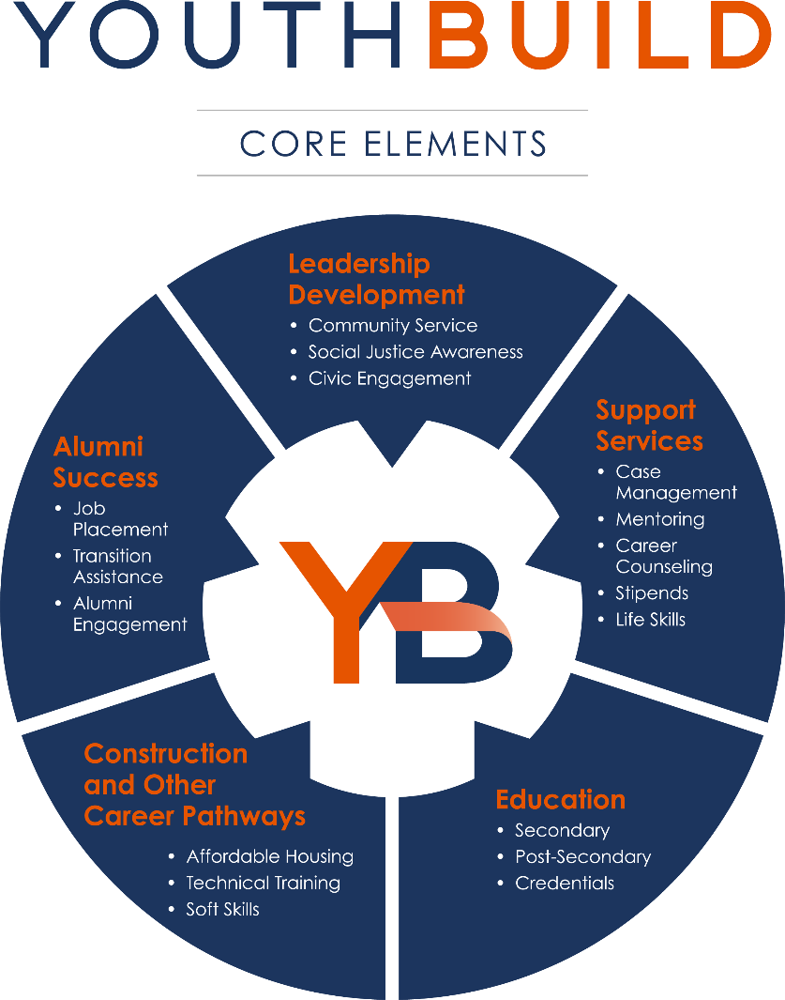 YOUTHBUILD
CORE ELEMENTS
Leadership
Development
• Community Service
• Social Justice Awareness
• Civic Engagement
Support
Services
• Case
Management
• Mentoring
• Career
Counseling
• Stipends
• Life Skills
Education
• Secondary
• Post-Secondary
• Credentials
Construction
and Other
Career Pathways
• Affordable Housing
• Technical Training
• Soft Skills
Alumni
Success
• Job
Placement
• Transition
Assistance
• Alumni
Engagement
YB